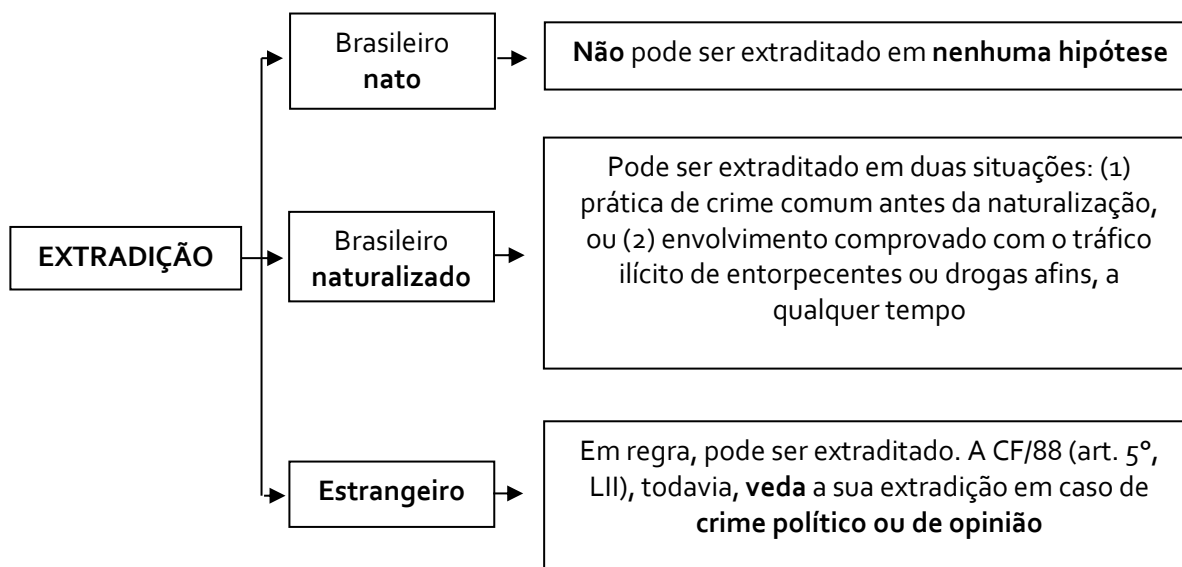 Brasileiro
nato
Não pode ser extraditado em nenhuma hipótese
EXTRADIÇÃO
Brasileiro
naturalizado
Pode ser extraditado em duas situações: (1)
prática de crime comum antes da naturalização,
ou (2) envolvimento comprovado com o tráfico
ilícito de entorpecentes ou drogas afins, a
qualquer tempo
Estrangeiro
Em regra, pode ser extraditado. A CF/88 (art. 5°,
LII), todavia, veda a sua extradição em caso de
crime político ou de opinião